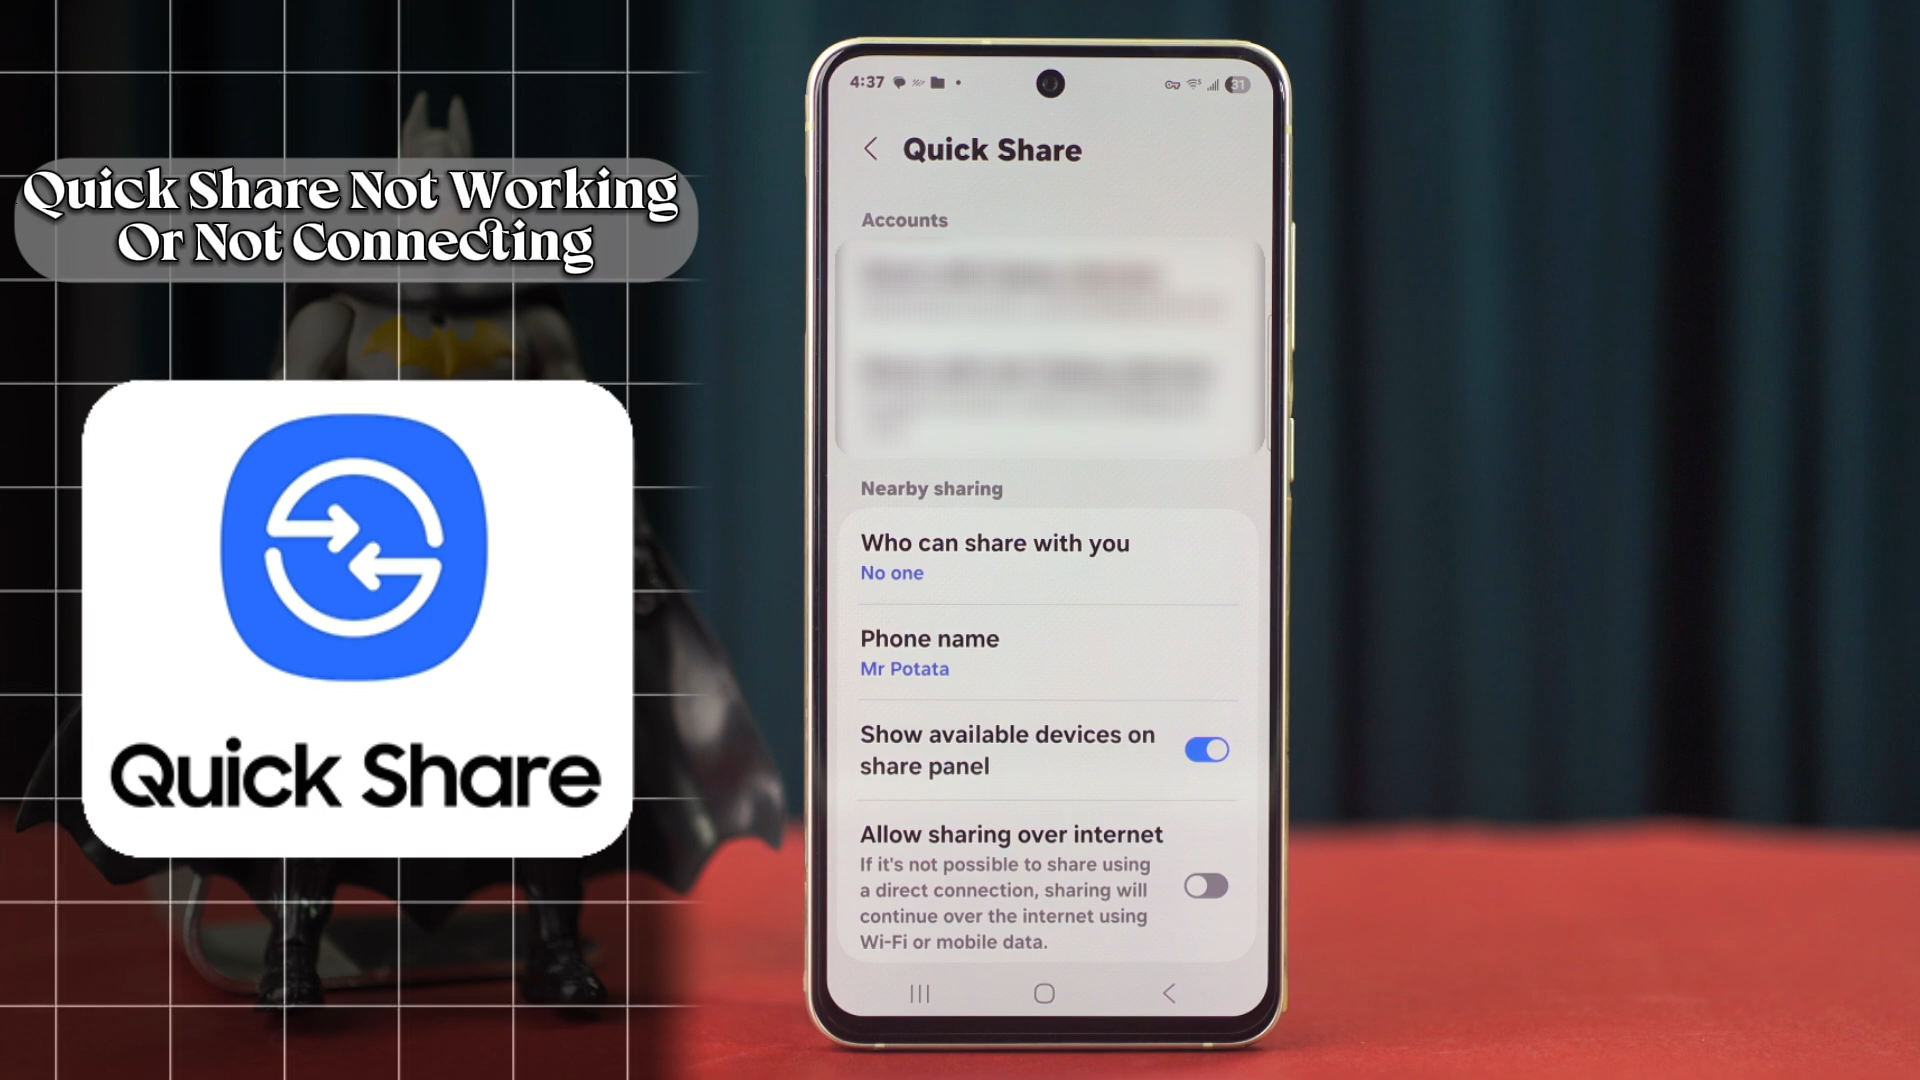 Quick Share Not Working
Or Not Connecting
Quick Share
4:37
31
Quick Share
Accounts
Nearby sharing
Who can share with you
No one
Phone name
Mr Potata
Show available devices on
share panel
Allow sharing over internet
If it's not possible to share using
a direct connection, sharing will
continue over the internet using
Wi-Fi or mobile data.